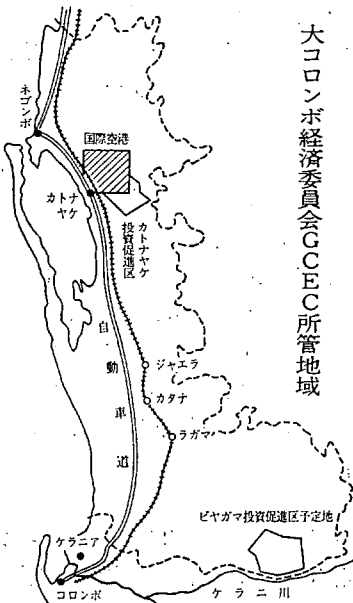 大コロンボ経済委員会GCEC所管地域
ネゴンボ
国際空港
カトナヤケ
カトナヤケ
投資促進区
自動車道
ジャエラ
カタナ
ラガマ
ビヤガマ投資促進区予定地
ケラニア
コロンボ
ケラニ川